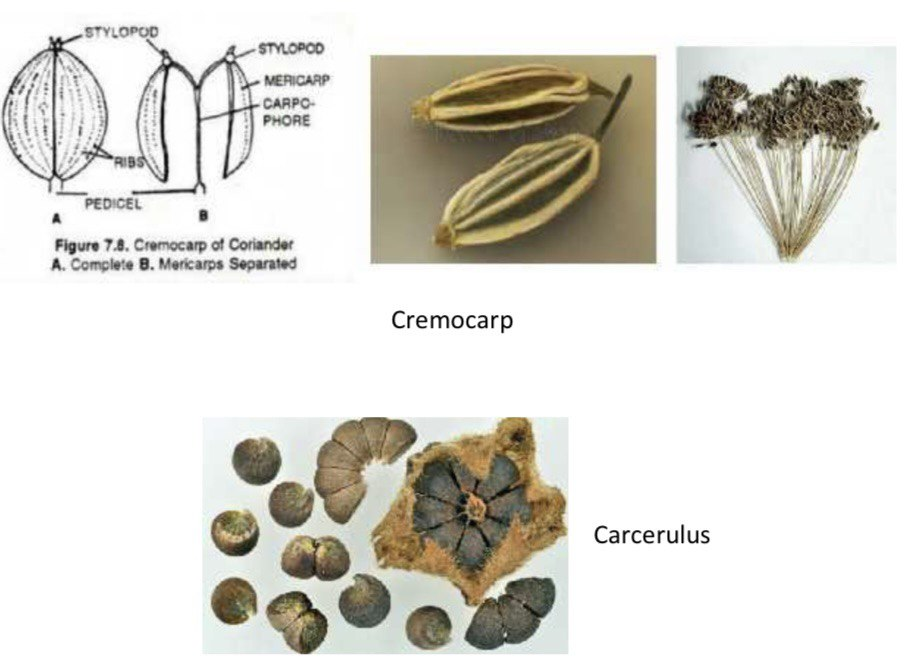 STYLOPOD
STYLOPOD
MERICARP
CARPO-
PHORE
RIBS
PEDICEL
A
B
Figure 7.8. Cremocarp of Coriander
A. Complete B. Mericarps Separated
Cremocarp
Carcerulus